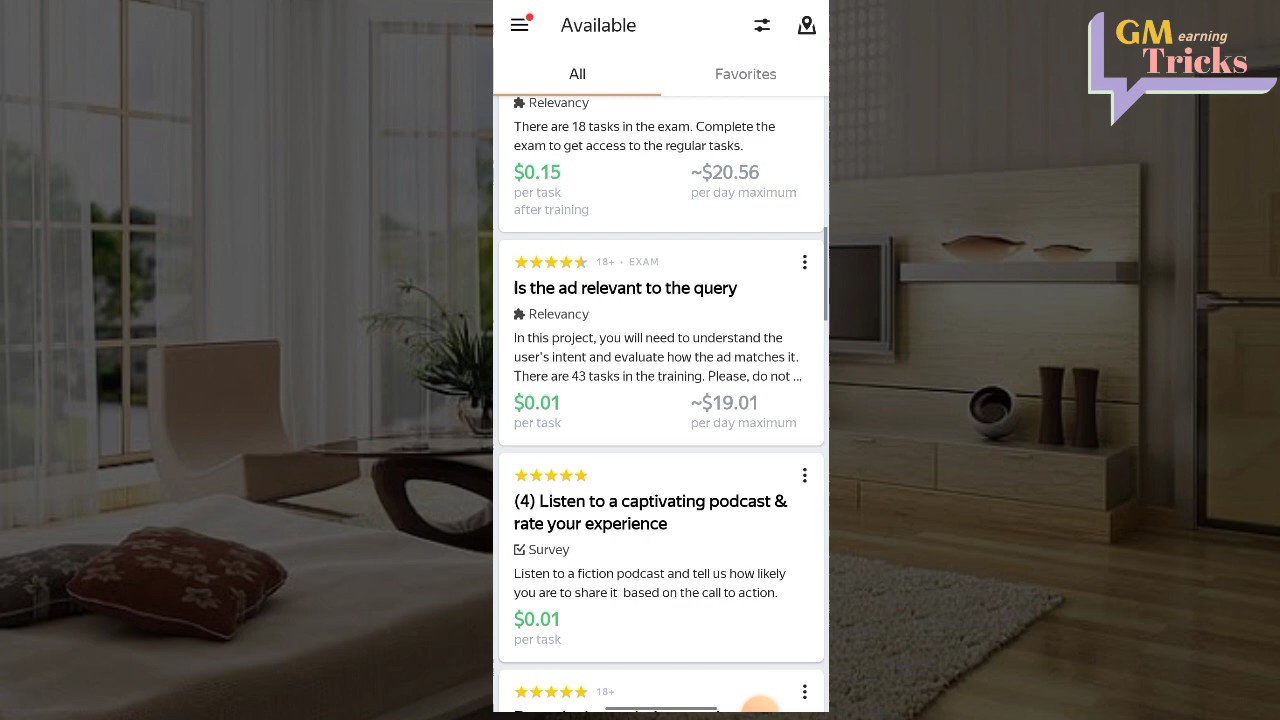 Available
All
Favorites
Relevancy
There are 18 tasks in the exam. Complete the
exam to get access to the regular tasks.
$0.15
~$20.56
per task
per day maximum
after training
18+ • EXAM
Is the ad relevant to the query
Relevancy
In this project, you will need to understand the
user's intent and evaluate how the ad matches it.
There are 43 tasks in the training. Please, do not ...
$0.01
~$19.01
per task
per day maximum
(4) Listen to a captivating podcast &
rate your experience
Survey
Listen to a fiction podcast and tell us how likely
you are to share it based on the call to action.
$0.01
per task
18+
GM earning
Tricks